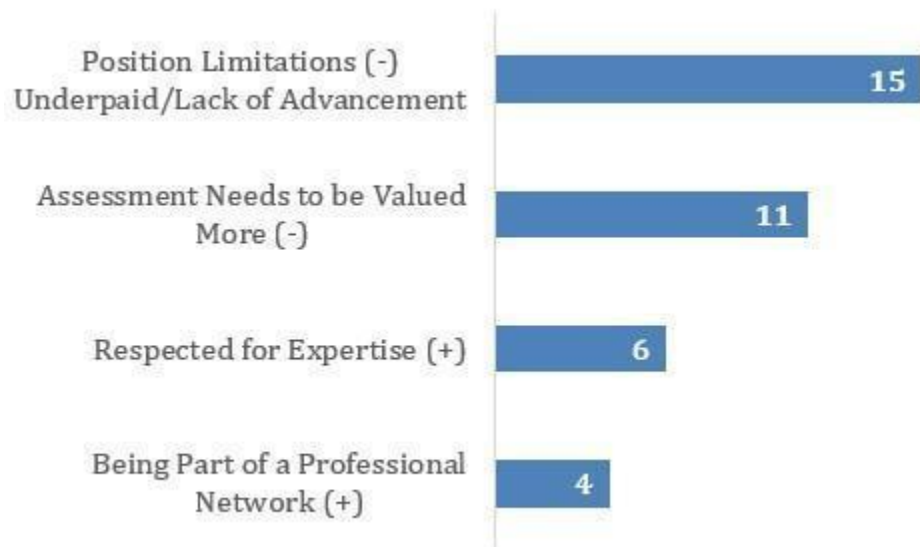 Position Limitations (-)
Underpaid/Lack of Advancement
15
Assessment Needs to be Valued
More (-)
11
Respected for Expertise (+)
6
Being Part of a Professional
Network (+)
4